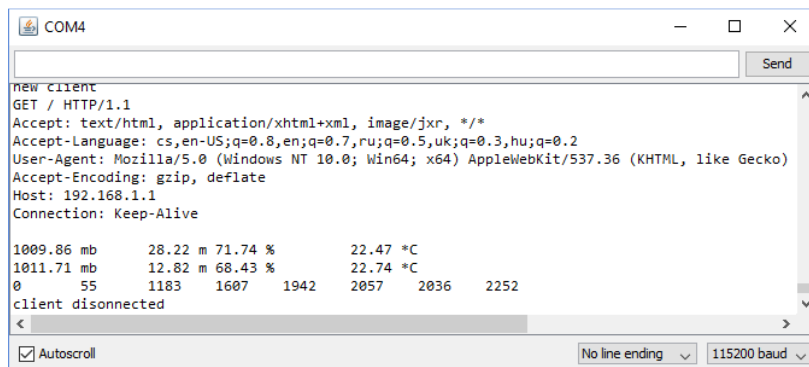 COM4
Send
new client
GET / HTTP/1.1
Accept: text/html, application/xhtml+xml, image/jxr, */*
Accept-Language: cs,en-US;q=0.8,en;q=0.7,ru;q=0.5,uk;q=0.3,hu;q=0.2
User-Agent: Mozilla/5.0 (Windows NT 10.0; Win64; x64) AppleWebKit/537.36 (KHTML, like Gecko)
Accept-Encoding: gzip, deflate
Host: 192.168.1.1
Connection: Keep-Alive
1009.86 mb 28.22 m 71.74 % 22.47 *C
1011.71 mb 12.82 m 68.43 % 22.74 *C
0 55 1183 1607 1942 2057 2036 2252
client disonnected
Autoscroll No line ending 115200 baud